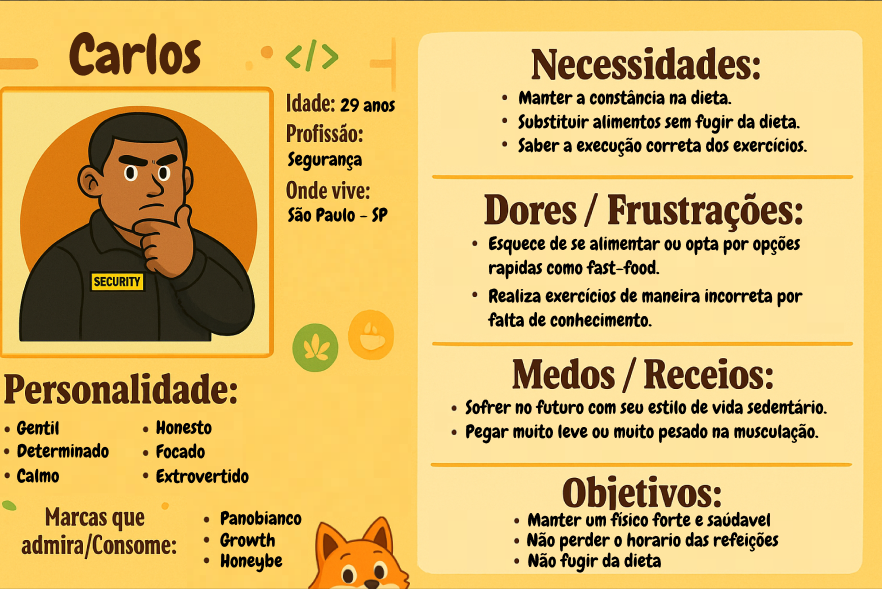 Carlos
</>
Idade: 29 anos
Profissão:
Segurança
Onde vive:
São Paulo - SP
SECURITY
Personalidade:
• Gentil
• Determinado
• Calmo
• Honesto
• Focado
• Extrovertido
Marcas que
admira/Consome:
• Panobianco
• Growth
• Honeybe
Necessidades:
• Manter a constância na dieta.
• Substituir alimentos sem fugir da dieta.
• Saber a execução correta dos exercícios.
Dores / Frustrações:
• Esquece de se alimentar ou opta por opções
rapidas como fast-food.
• Realiza exercícios de maneira incorreta por
falta de conhecimento.
Medos / Receios:
• Sofrer no futuro com seu estilo de vida sedentário.
• Pegar muito leve ou muito pesado na musculação.
Objetivos:
• Manter um físico forte e saúdavel
• Não perder o horario das refeições
• Não fugir da dieta